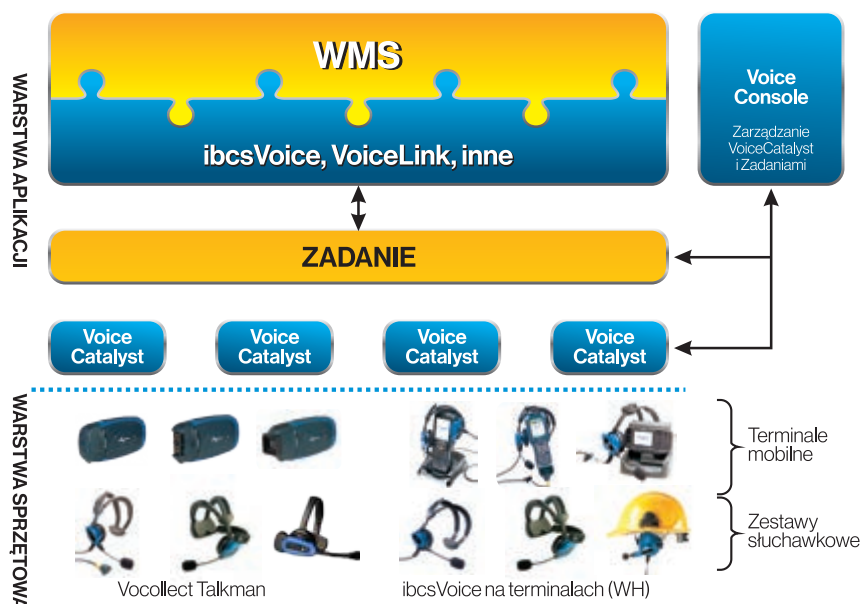 WARSTWA APLIKACJI
WMS
ibcsVoice, VoiceLink, inne
Voice
Console
Zarządzanie
VoiceCatalyst
i Zadaniami
ZADANIE
Voice
Catalyst
Voice
Catalyst
Voice
Catalyst
Voice
Catalyst
WARSTWA SPRZĘTOWA
Terminale
mobilne
Zestawy
słuchawkowe
Vocollect Talkman
ibcsVoice na terminalach (WH)